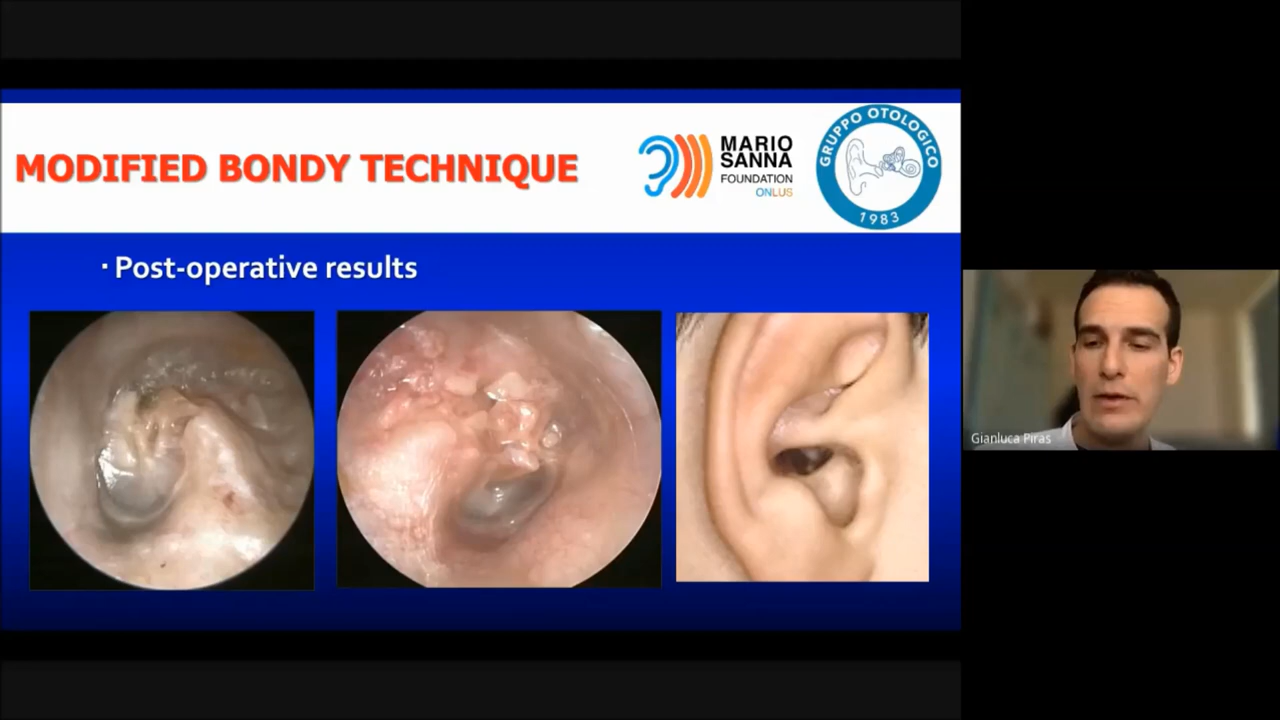 MODIFIED BONDY TECHNIQUE
MARIO
SANNA
FOUNDATION
ONLUS
GRUPPO OTOLOGICO
1983
· Post-operative results
Gianluca Piras